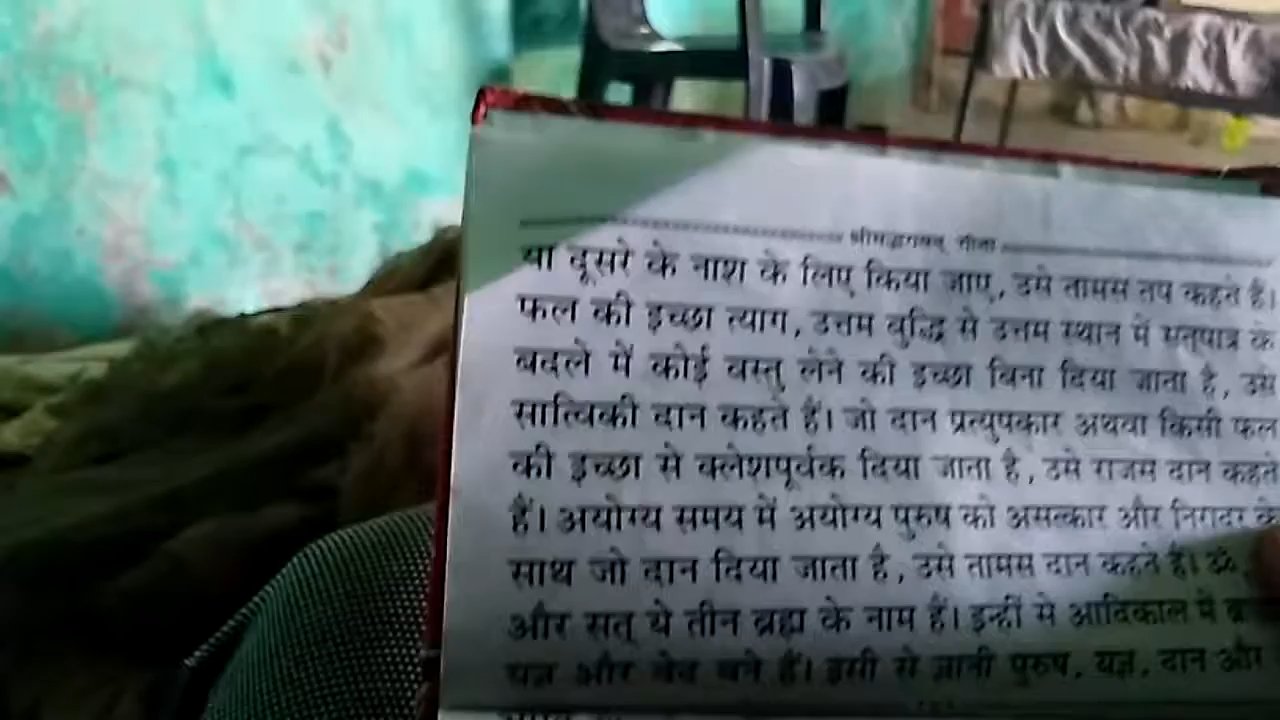 श्रीमद्भगवद् गीता
या दूसरे के नाश के लिए किया जाए, उसे तामस तप कहते हैं।
फल की इच्छा त्याग, उत्तम बुद्धि से उत्तम स्थान में सत्पात्र के
बदले में कोई वस्तु लेने की इच्छा बिना दिया जाता है, उसे
सात्विकी दान कहते हैं। जो दान प्रत्युपकार अथवा किसी फल
की इच्छा से क्लेशपूर्वक दिया जाता है, उसे राजस दान कहते
हैं। अयोग्य समय में अयोग्य पुरुष को असत्कार और निरादर के
साथ जो दान दिया जाता है, उसे तामस दान कहते हैं। ॐ,
और सत् ये तीन ब्रह्म के नाम हैं। इन्हीं से आदिकाल में
यज्ञ और वेद बने हैं। इसी से ज्ञानी पुरुष, यज्ञ, दान और